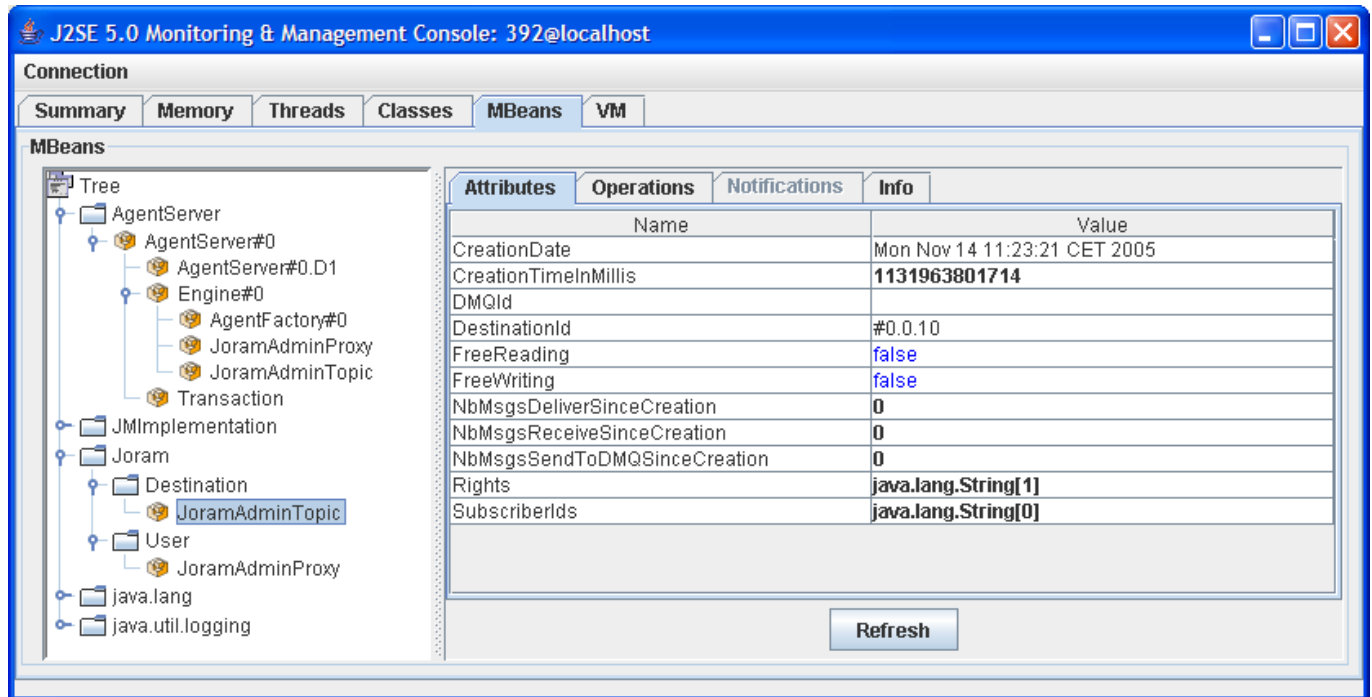 J2SE 5.0 Monitoring & Management Console: 392@localhost
Connection
Summary Memory Threads Classes MBeans VM
MBeans
Tree
AgentServer
AgentServer#0
AgentServer#0.D1
Engine#0
AgentFactory#0
JoramAdminProxy
JoramAdminTopic
Transaction
JMImplementation
Joram
Destination
JoramAdminTopic
User
JoramAdminProxy
java.lang
java.util.logging
Attributes Operations Notifications Info
Name Value
CreationDate Mon Nov 14 11:23:21 CET 2005
CreationTimeInMillis 1131963801714
DMQId
DestinationId #0.0.10
FreeReading false
FreeWriting false
NbMsgsDeliverSinceCreation 0
NbMsgsReceiveSinceCreation 0
NbMsgsSendToDMQSinceCreation 0
Rights java.lang.String[1]
SubscriberIds java.lang.String[0]
Refresh